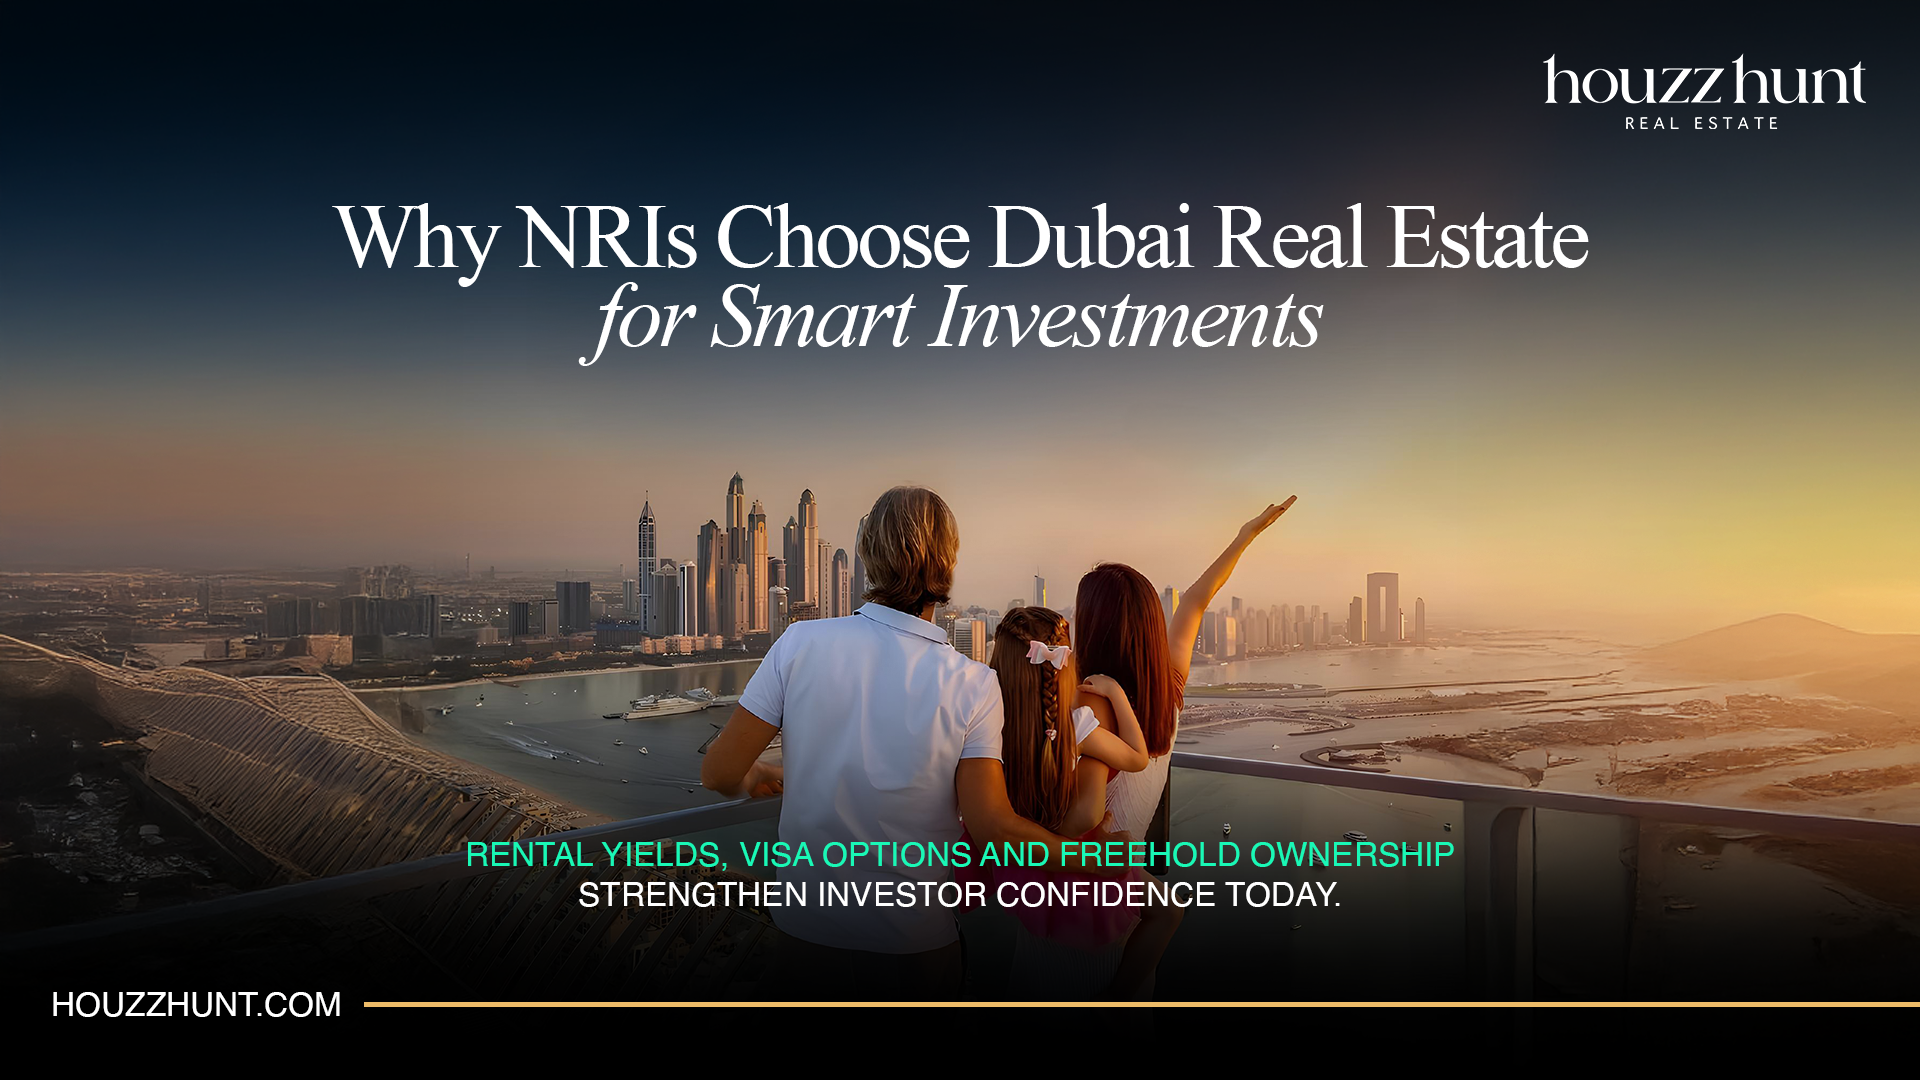 houzz hunt
REAL ESTATE
Why NRIs Choose Dubai Real Estate
for Smart Investments
RENTAL YIELDS, VISA OPTIONS AND FREEHOLD OWNERSHIP
STRENGTHEN INVESTOR CONFIDENCE TODAY.
HOUZZHUNT.COM